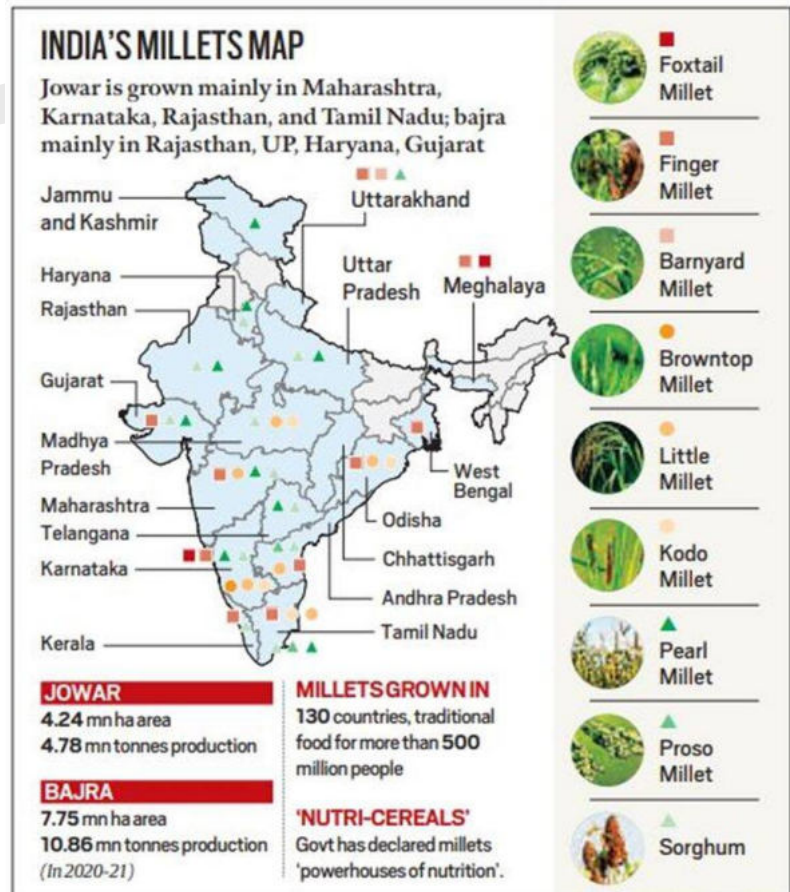 INDIA'S MILLETS MAP
Jowar is grown mainly in Maharashtra,
Karnataka, Rajasthan, and Tamil Nadu; bajra
mainly in Rajasthan, UP, Haryana, Gujarat
Jammu
and Kashmir
Uttarakhand
Haryana
Uttar
Pradesh
Meghalaya
Rajasthan
Gujarat
Madhya
Pradesh
West
Bengal
Maharashtra
Odisha
Telangana
Chhattisgarh
Karnataka
Andhra Pradesh
Tamil Nadu
Kerala
JOWAR
4.24 mn ha area
4.78 mn tonnes production
BAJRA
7.75 mn ha area
10.86 mn tonnes production
(In 2020-21)
MILLETS GROWN IN
130 countries, traditional
food for more than 500
million people
'NUTRI-CEREALS'
Govt has declared millets
'powerhouses of nutrition'.
Foxtail
Millet
Finger
Millet
Barnyard
Millet
Browntop
Millet
Little
Millet
Kodo
Millet
Pearl
Millet
Proso
Millet
Sorghum